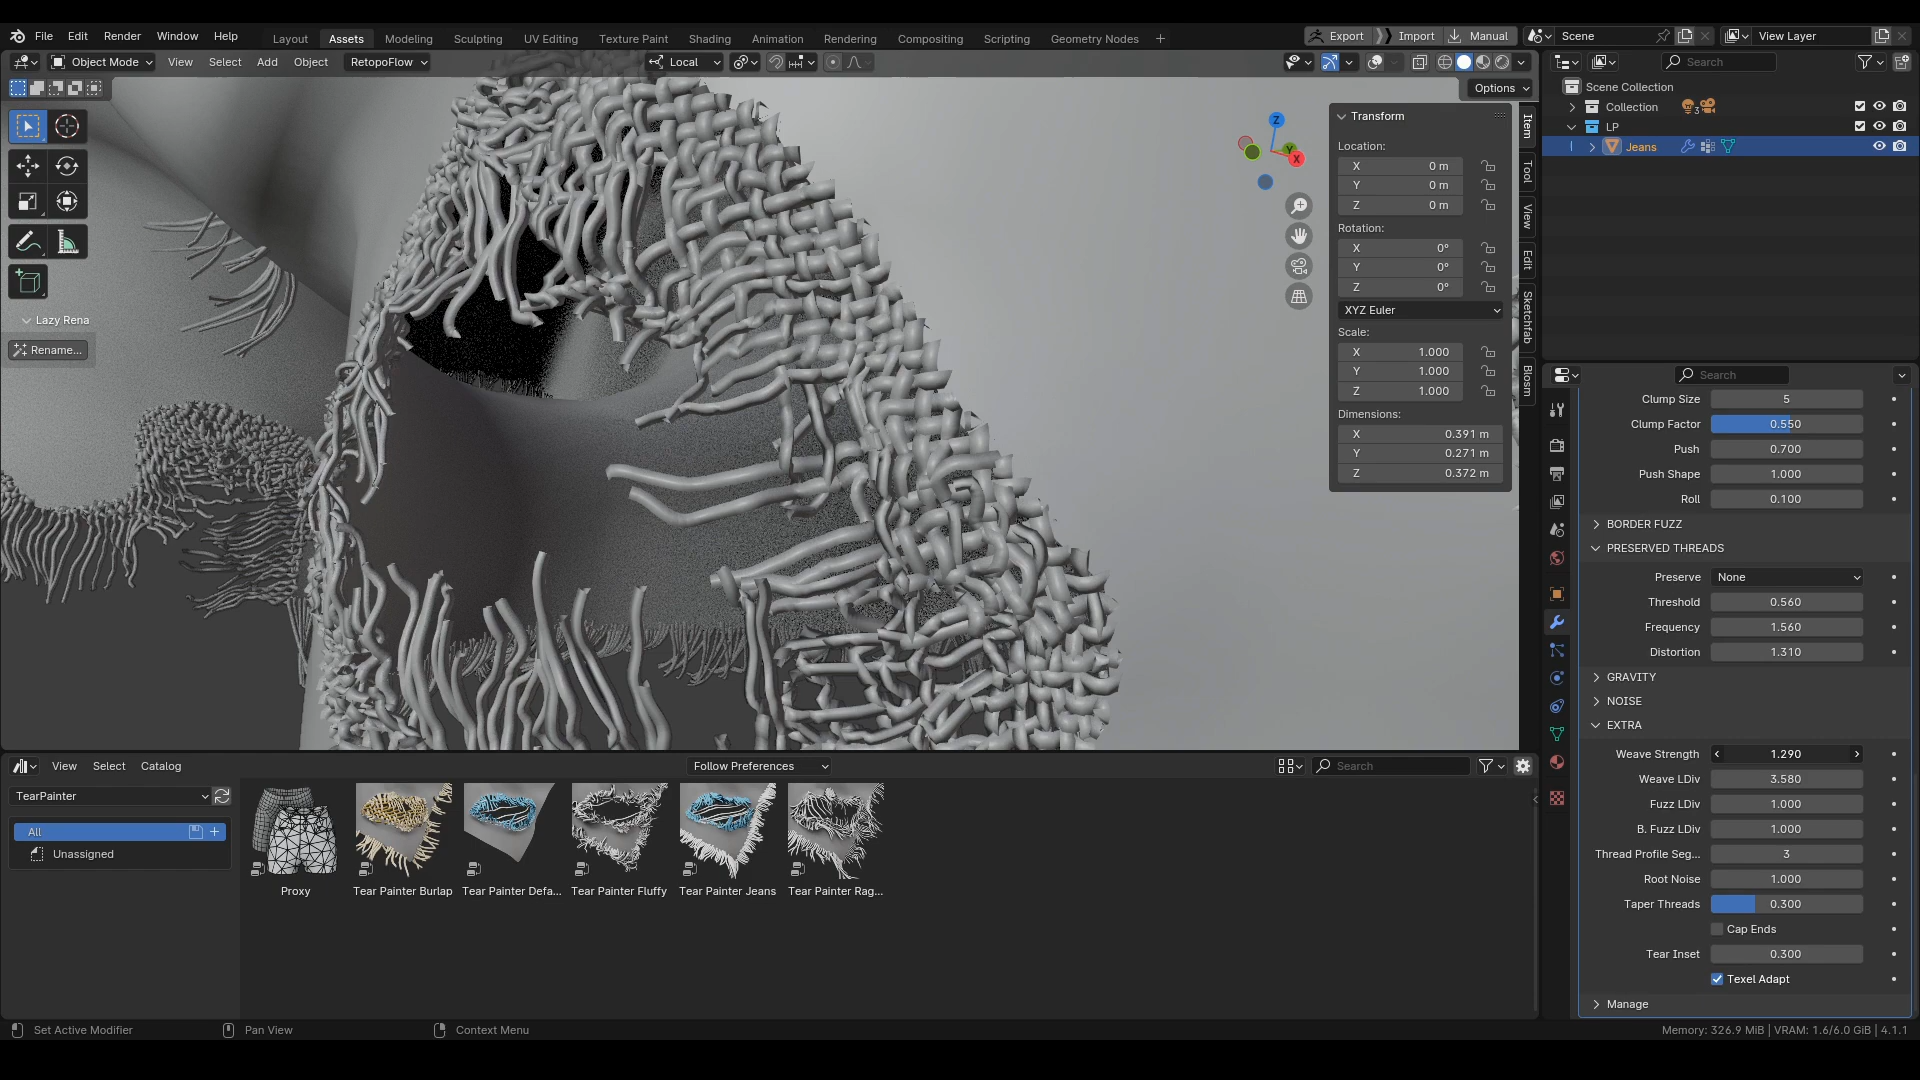 File Edit Render Window Help
Layout Assets Modeling Sculpting UV Editing Texture Paint Shading Animation Rendering Compositing Scripting Geometry Nodes +
Export Import Manual Scene View Layer
Object Mode View Select Add Object RetopoFlow Local
Search
Options
Scene Collection
Collection 3
LP
Jeans
Lazy Rena
Rename...
Z
Y
X
Transform
Location:
X 0 m
Y 0 m
Z 0 m
Rotation:
X 0°
Y 0°
Z 0°
XYZ Euler
Scale:
X 1.000
Y 1.000
Z 1.000
Dimensions:
X 0.391 m
Y 0.271 m
Z 0.372 m
Item
Tool
View
Edit
Sketchfab
Blosm
Search
Clump Size 5
Clump Factor 0.550
Push 0.700
Push Shape 1.000
Roll 0.100
BORDER FUZZ
PRESERVED THREADS
Preserve None
Threshold 0.560
Frequency 1.560
Distortion 1.310
GRAVITY
NOISE
EXTRA
Weave Strength 1.290
Weave LDiv 3.580
Fuzz LDiv 1.000
B. Fuzz LDiv 1.000
Thread Profile Seg... 3
Root Noise 1.000
Taper Threads 0.300
Cap Ends
Tear Inset 0.300
Texel Adapt
Manage
View Select Catalog Follow Preferences Search
TearPainter
All
Unassigned
Proxy
Tear Painter Burlap
Tear Painter Defa...
Tear Painter Fluffy
Tear Painter Jeans
Tear Painter Rag...
Set Active Modifier Pan View Context Menu
Memory: 326.9 MiB | VRAM: 1.6/6.0 GiB | 4.1.1